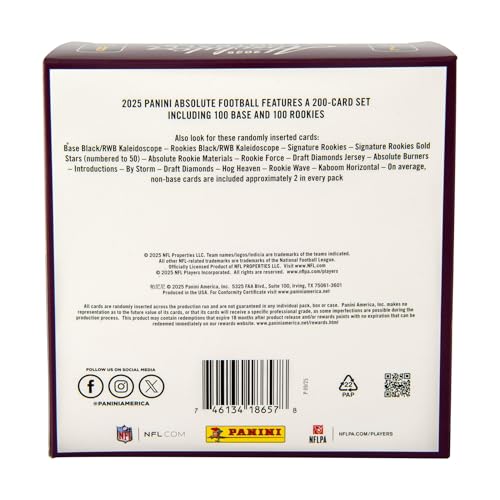 2025 PANINI ABSOLUTE FOOTBALL FEATURES A 200-CARD SET
INCLUDING 100 BASE AND 100 ROOKIES
Also look for these randomly inserted cards:
Base Black/RWB Kaleidoscope – Rookies Black/RWB Kaleidoscope – Signature Rookies – Signature Rookies Gold
Stars (numbered to 50) – Absolute Rookie Materials – Rookie Force – Draft Diamonds Jersey – Absolute Burners
– Introductions – By Storm – Draft Diamonds – Hog Heaven – Rookie Wave – Kaboom Horizontal – On average,
non-base cards are included approximately 2 in every pack
© 2025 NFL Properties LLC. Team names/logos/indicia are trademarks of the teams indicated.
All other NFL-related trademarks are trademarks of the National Football League.
Officially Licensed Product of NFL PROPERTIES LLC. NFL.COM
© 2025 NFL Players Incorporated. All rights are reserved. www.nflpa.com/players
© 2025 Panini America, Inc. 5325 FAA Blvd., Suite 100, Irving, TX 75061-3601
USA. For Conformity Certificate visit www.paniniamerica.net
All cards are randomly inserted across the production run and are not guaranteed in any individual pack, box or case. Panini America, Inc. makes no
representation as to the future value of its cards, or that its cards will receive a specific professional grade, as some imperfections are possible during the
production process. This product may contain redemptions that expire 18 months after product release and/or points with no expiration that can be
redeemed immediately on our rewards website. www.paniniamerica.net/rewards.html
FOLLOW US ON SOCIAL MEDIA
@PANINIAMERICA
7 46134 18657 8
P 09/25
22
PAP
NFL
NFL.COM
PANINI
NFLPA
NFLPA.COM/PLAYERS